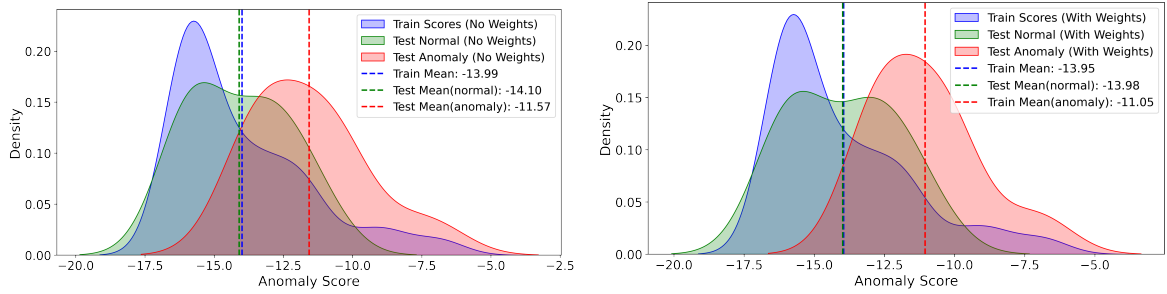 Train Scores (No Weights)
Test Normal (No Weights)
Test Anomaly (No Weights)
Train Mean: -13.99
Test Mean(normal): -14.10
Test Mean(anomaly): -11.57
Density
0.20
0.15
0.10
0.05
0.00
−20.0 −17.5 −15.0 −12.5 −10.0 −7.5 −5.0 −2.5
Anomaly Score
Train Scores (With Weights)
Test Normal (With Weights)
Test Anomaly (With Weights)
Train Mean: -13.95
Test Mean(normal): -13.98
Train Mean(anomaly): -11.05
Density
0.20
0.15
0.10
0.05
0.00
−20.0 −17.5 −15.0 −12.5 −10.0 −7.5 −5.0
Anomaly Score